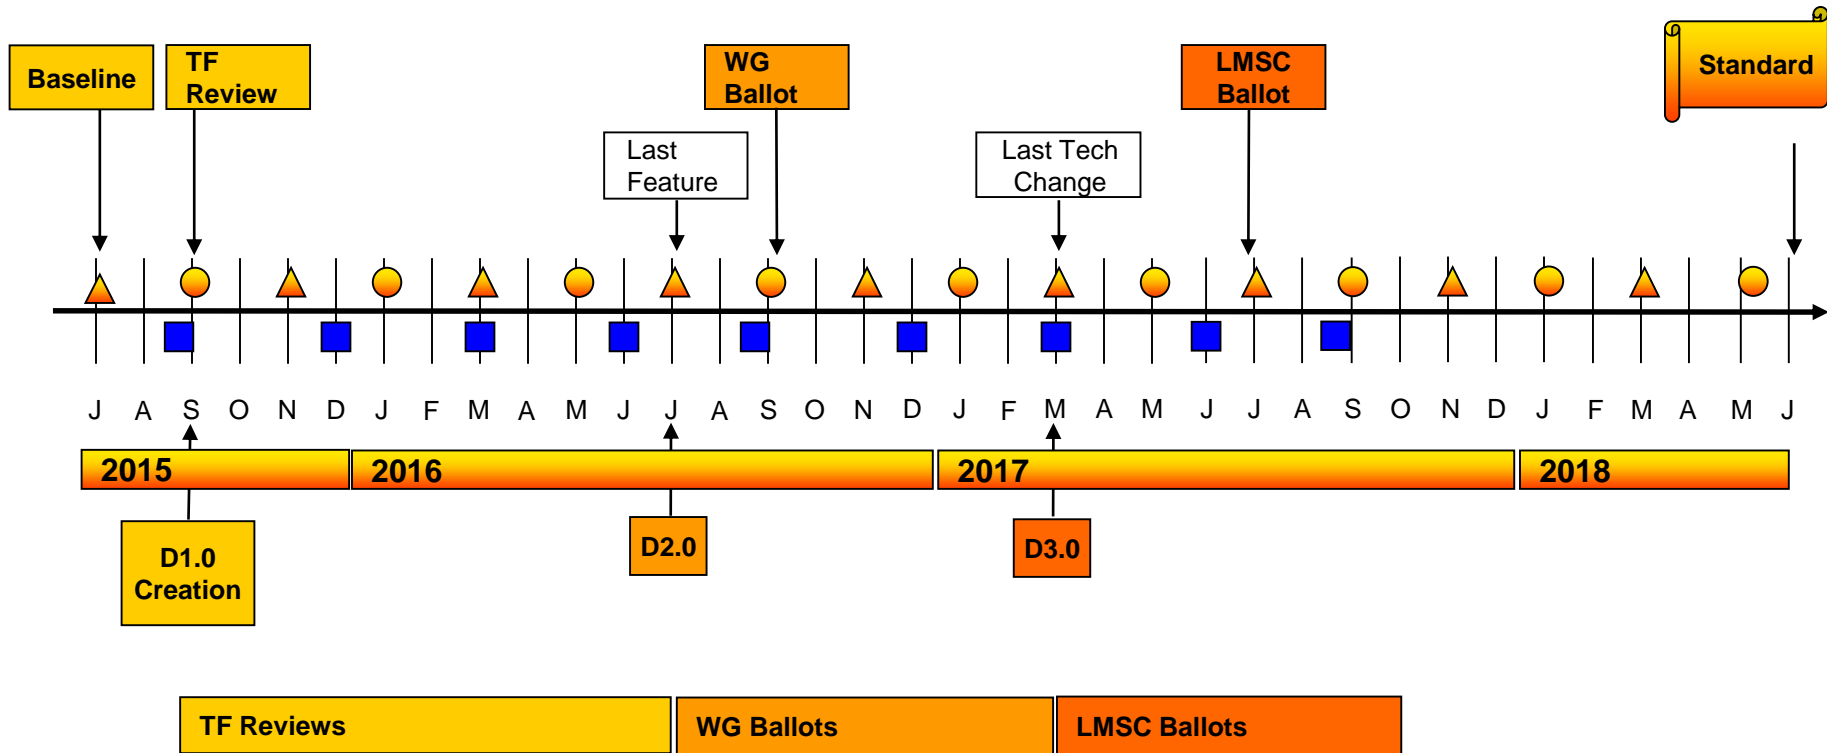 Baseline
TF
Review
WG
Ballot
LMSC
Ballot
Standard
Last
Feature
Last Tech
Change
J A S O N D J F M A M J J A S O N D J F M A M J J A S O N D J F M A M J
2015 2016 2017 2018
D1.0
Creation
D2.0
D3.0
TF Reviews WG Ballots LMSC Ballots